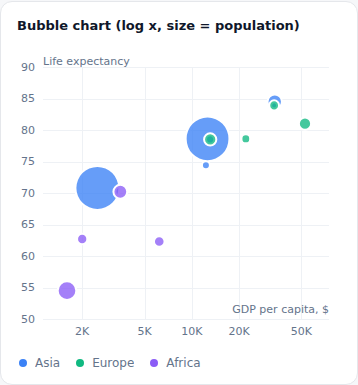 Bubble chart (log x, size = population)
Life expectancy
90
85
80
75
70
65
60
55
50
GDP per capita, $
2K 5K 10K 20K 50K
Asia Europe Africa